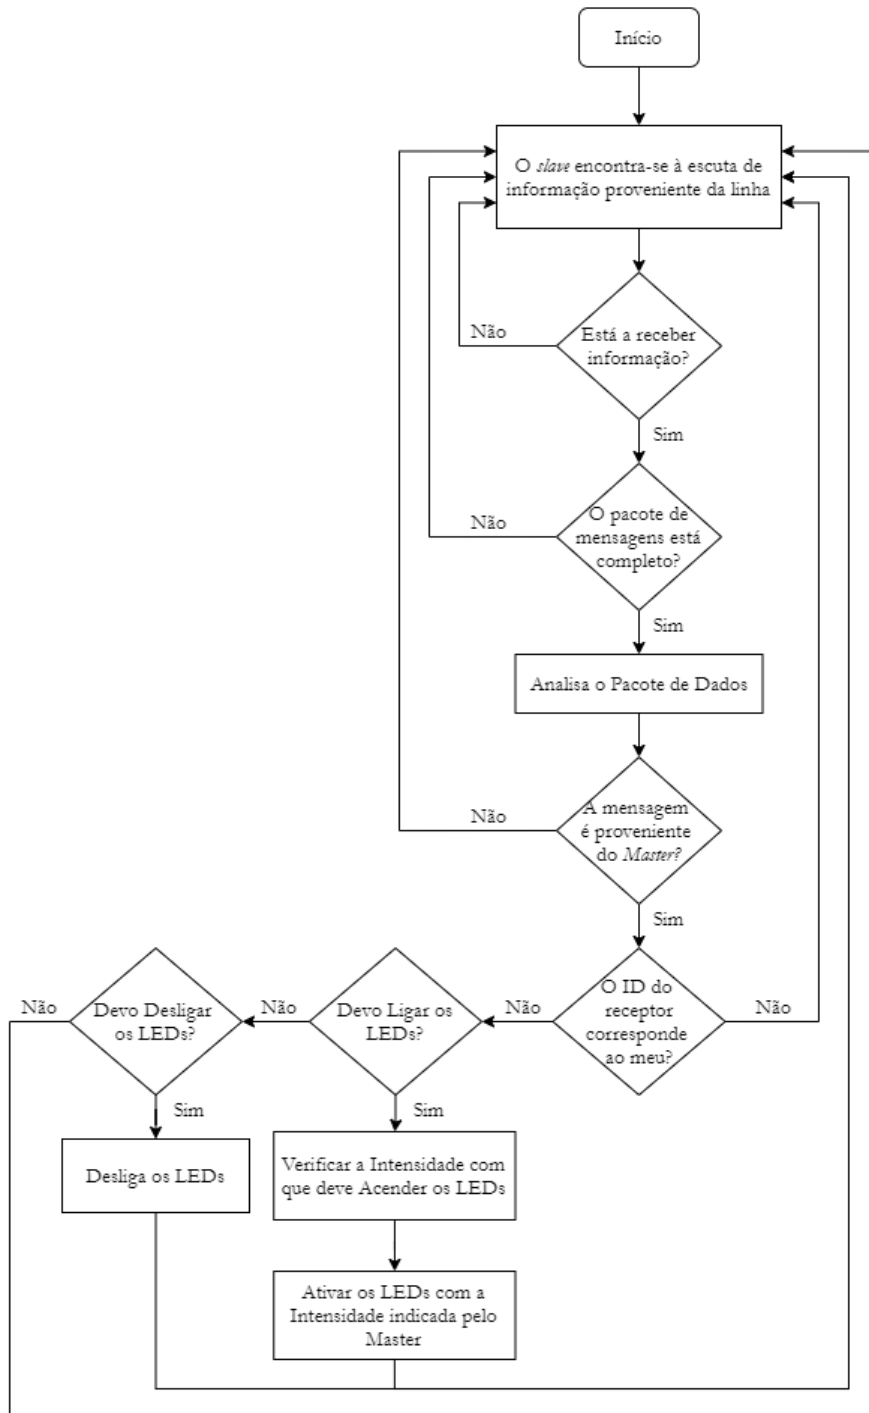 Início
O slave encontra-se à escuta de
informação proveniente da linha
Não
Está a receber
informação?
Sim
Não
O pacote de
mensagens está
completo?
Sim
Analisa o Pacote de Dados
Não
A mensagem
é proveniente
do Master?
Sim
Não
Devo Desligar
os LEDs?
Não
Devo Ligar os
LEDs?
Não
O ID do
receptor
corresponde
ao meu?
Não
Sim
Sim
Desliga os LEDs
Verificar a Intensidade com
que deve Acender os LEDs
Ativar os LEDs com a
Intensidade indicada pelo
Master